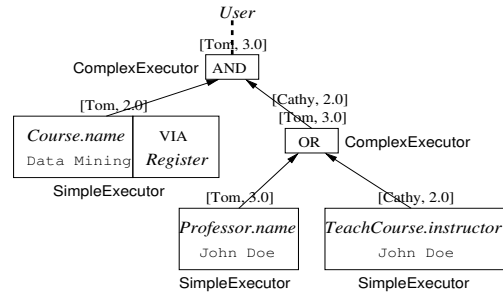 User
[Tom, 3.0]
ComplexExecutor
AND
[Tom, 2.0]
[Cathy, 2.0]
[Tom, 3.0]
Course.name
VIA
Data Mining
Register
OR
ComplexExecutor
SimpleExecutor
[Tom, 3.0]
[Cathy, 2.0]
Professor.name
TeachCourse.instructor
John Doe
John Doe
SimpleExecutor
SimpleExecutor